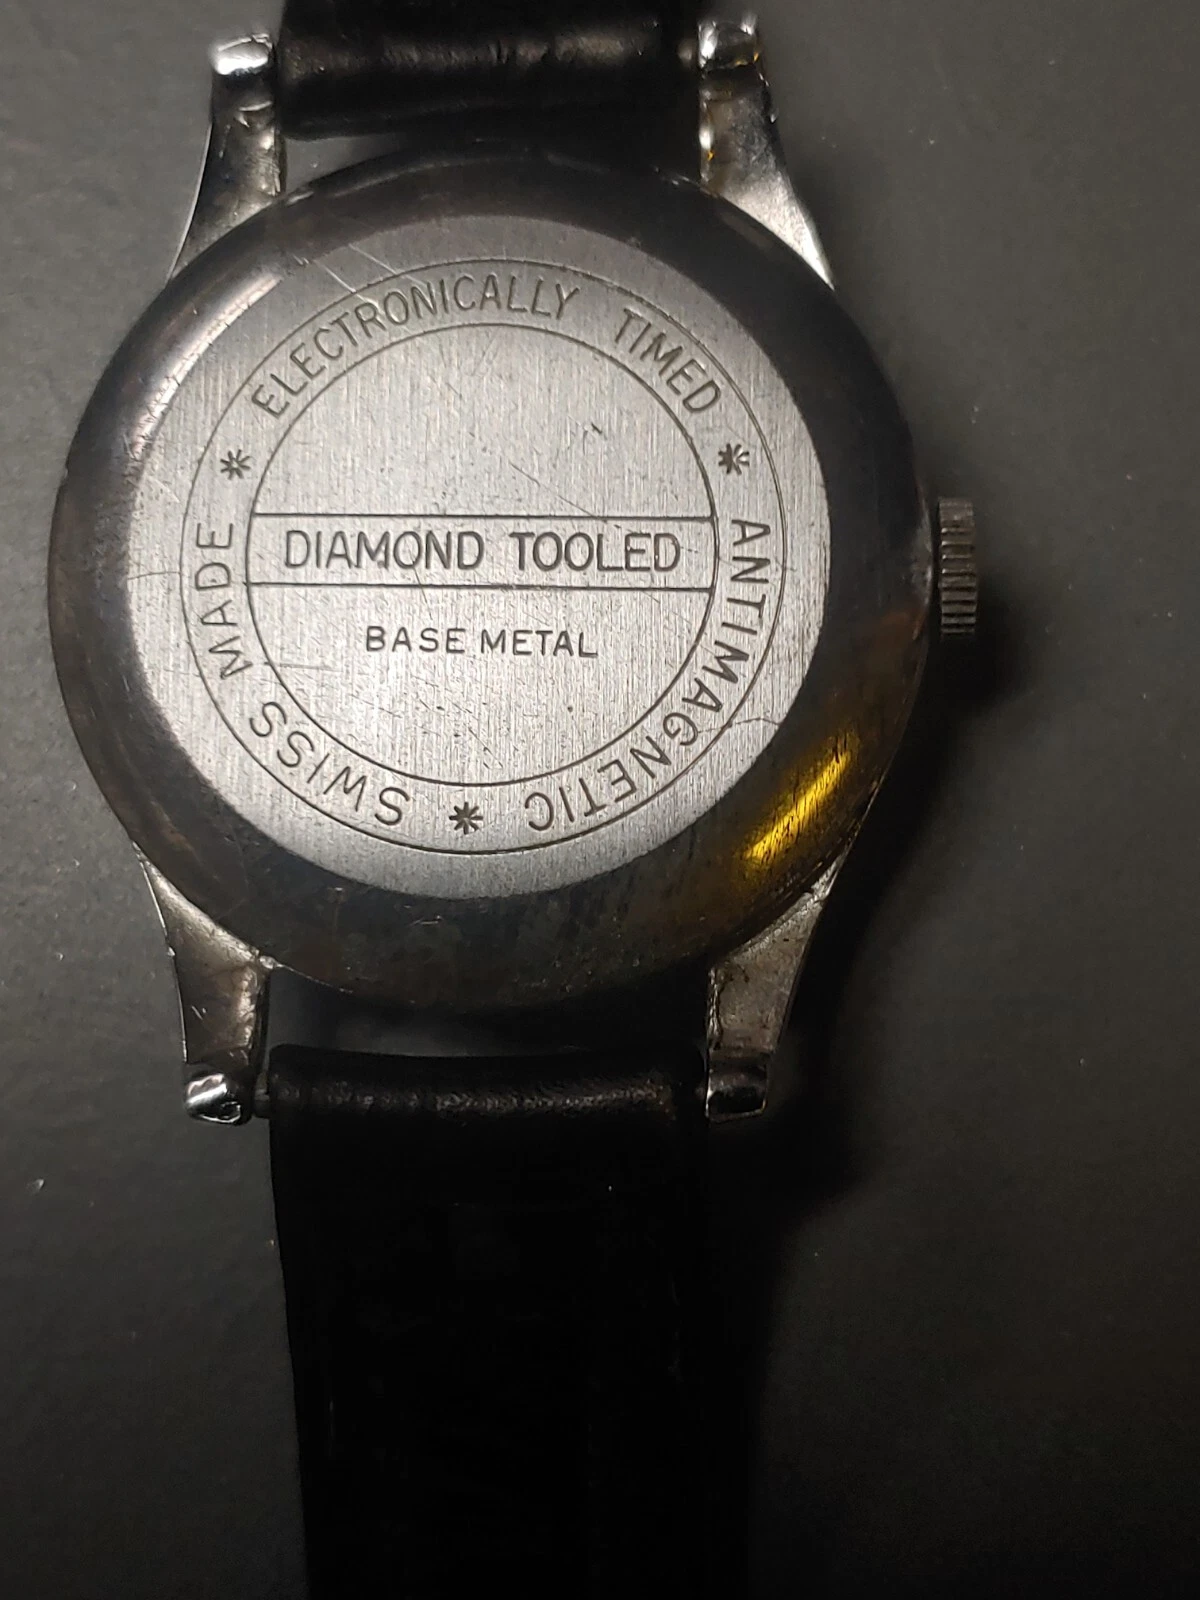 ELECTRONICALLY TIMED * ANTIMAGNETIC * SWISS MADE *
DIAMOND TOOLED
BASE METAL